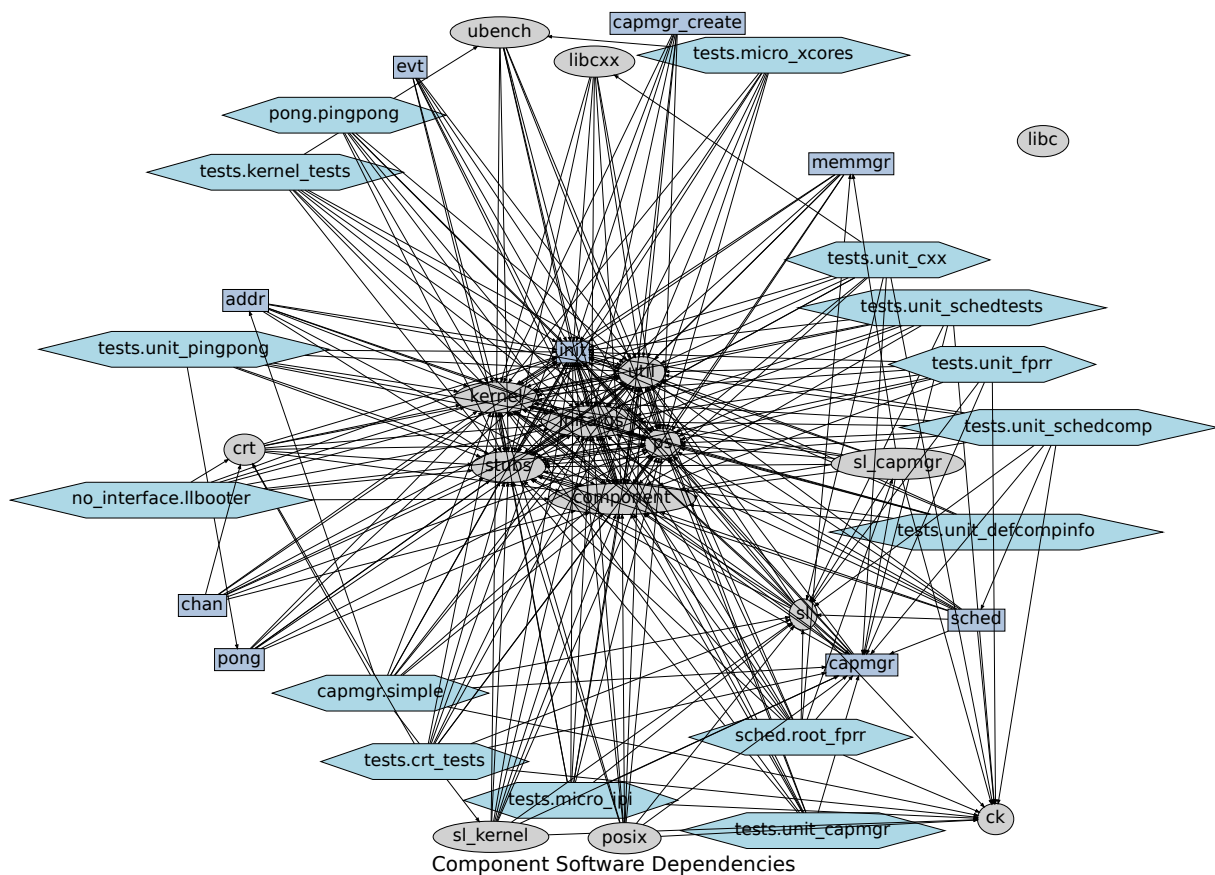 capmgr_create
ubench
tests.micro_xcores
libcxx
evt
pong.pingpong
libc
memmgr
tests.kernel_tests
tests.unit_cxx
addr
tests.unit_schedtests
tests.unit_pingpong
init
tests.unit_fprr
util
kernel
tests.unit_schedcomp
ps
crt
sl_capmgr
stubs
component
no_interface.llbooter
tests.unit_defcompinfo
chan
sl
sched
pong
capmgr
capmgr.simple
sched.root_fprr
tests.crt_tests
tests.micro_ipi
ck
tests.unit_capmgr
sl_kernel
posix
Component Software Dependencies